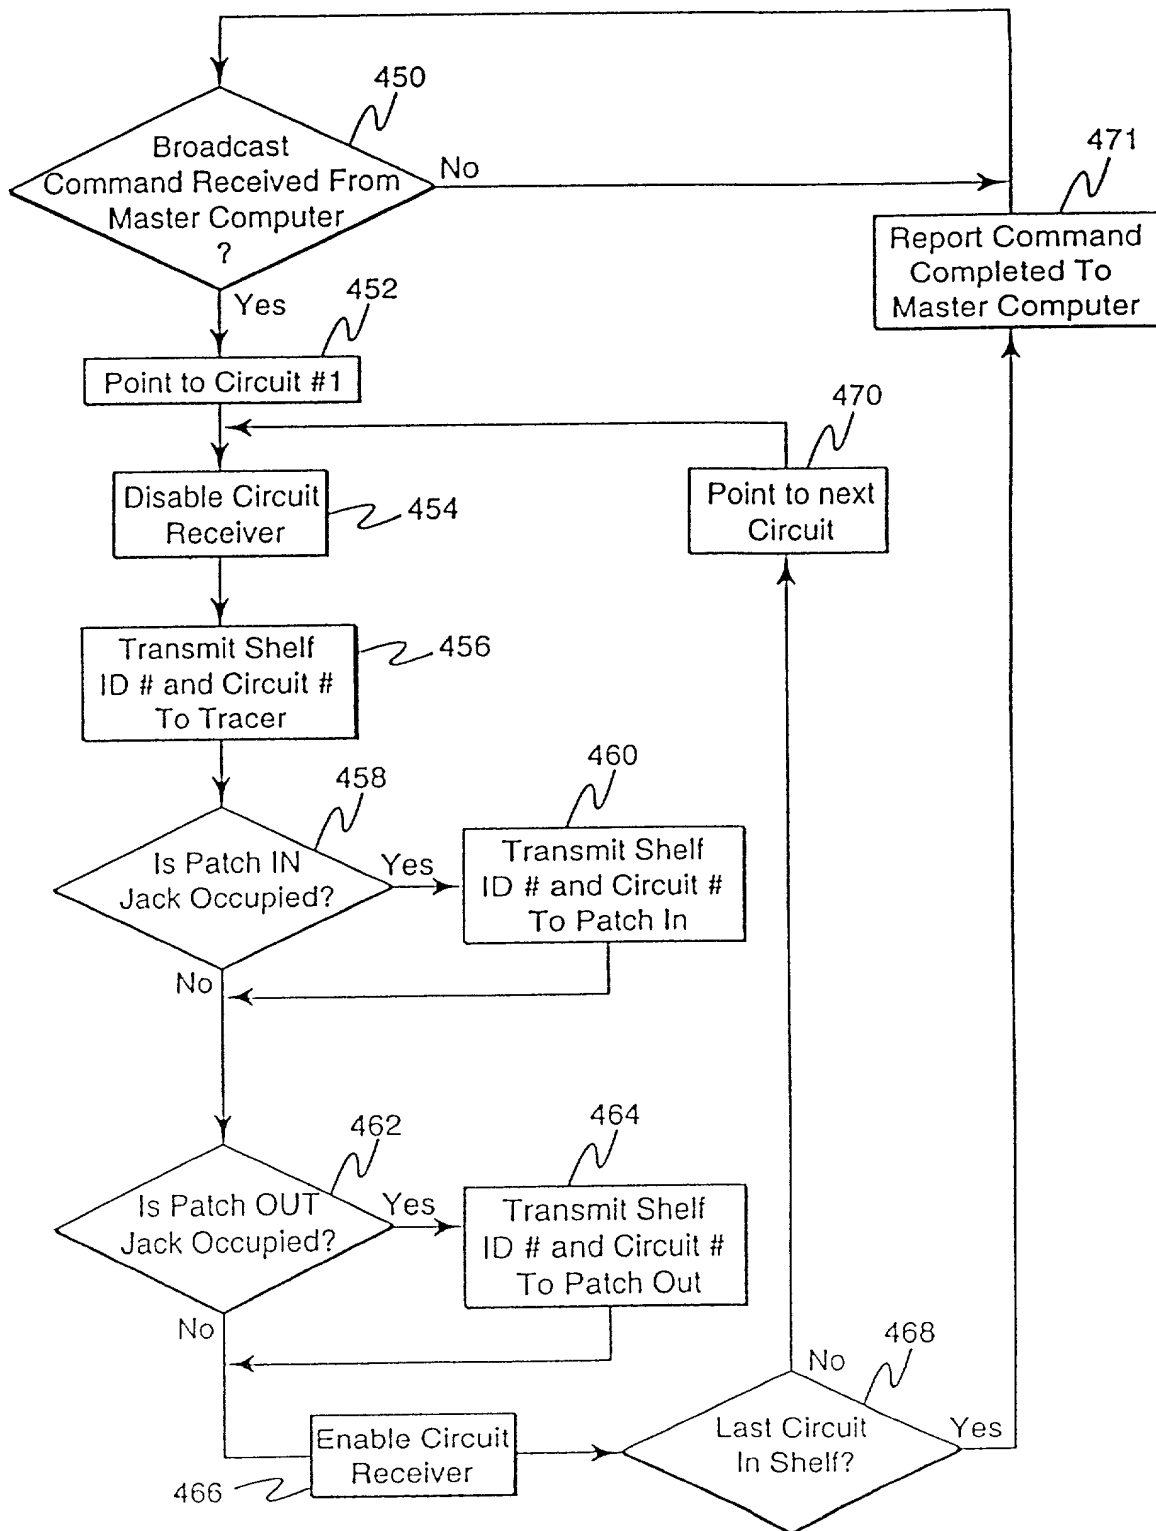 450
Broadcast
Command Received From
Master Computer
?
No
Yes
471
Report Command
Completed To
Master Computer
452
Point to Circuit #1
470
Point to next
Circuit
Disable Circuit
Receiver
454
Transmit Shelf
ID # and Circuit #
To Tracer
456
458
Is Patch IN
Jack Occupied?
Yes
No
460
Transmit Shelf
ID # and Circuit #
To Patch In
462
Is Patch OUT
Jack Occupied?
Yes
No
464
Transmit Shelf
ID # and Circuit #
To Patch Out
Enable Circuit
Receiver
466
468
No
Last Circuit
In Shelf?
Yes